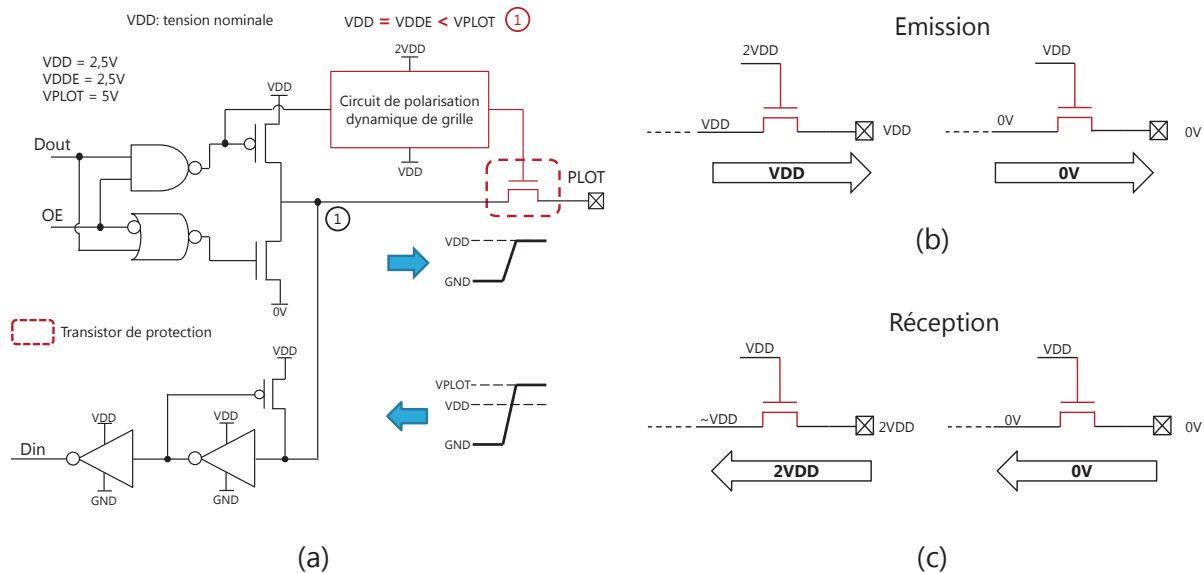 VDD: tension nominale
VDD = VDDE < VPLOT 1
VDD = 2,5V
VDDE = 2,5V
VPLOT = 5V
2VDD
VDD
Circuit de polarisation
dynamique de grille
VDD
Dout
OE
PLOT
1
0V
VDD
GND
Transistor de protection
VDD
VPLOT
VDD
GND
VDD
VDD
Din
GND
GND
(a)
Emission
2VDD
VDD
VDD
VDD
0V
0V
VDD
0V
(b)
Réception
VDD
VDD
~VDD
2VDD
0V
0V
2VDD
0V
(c)